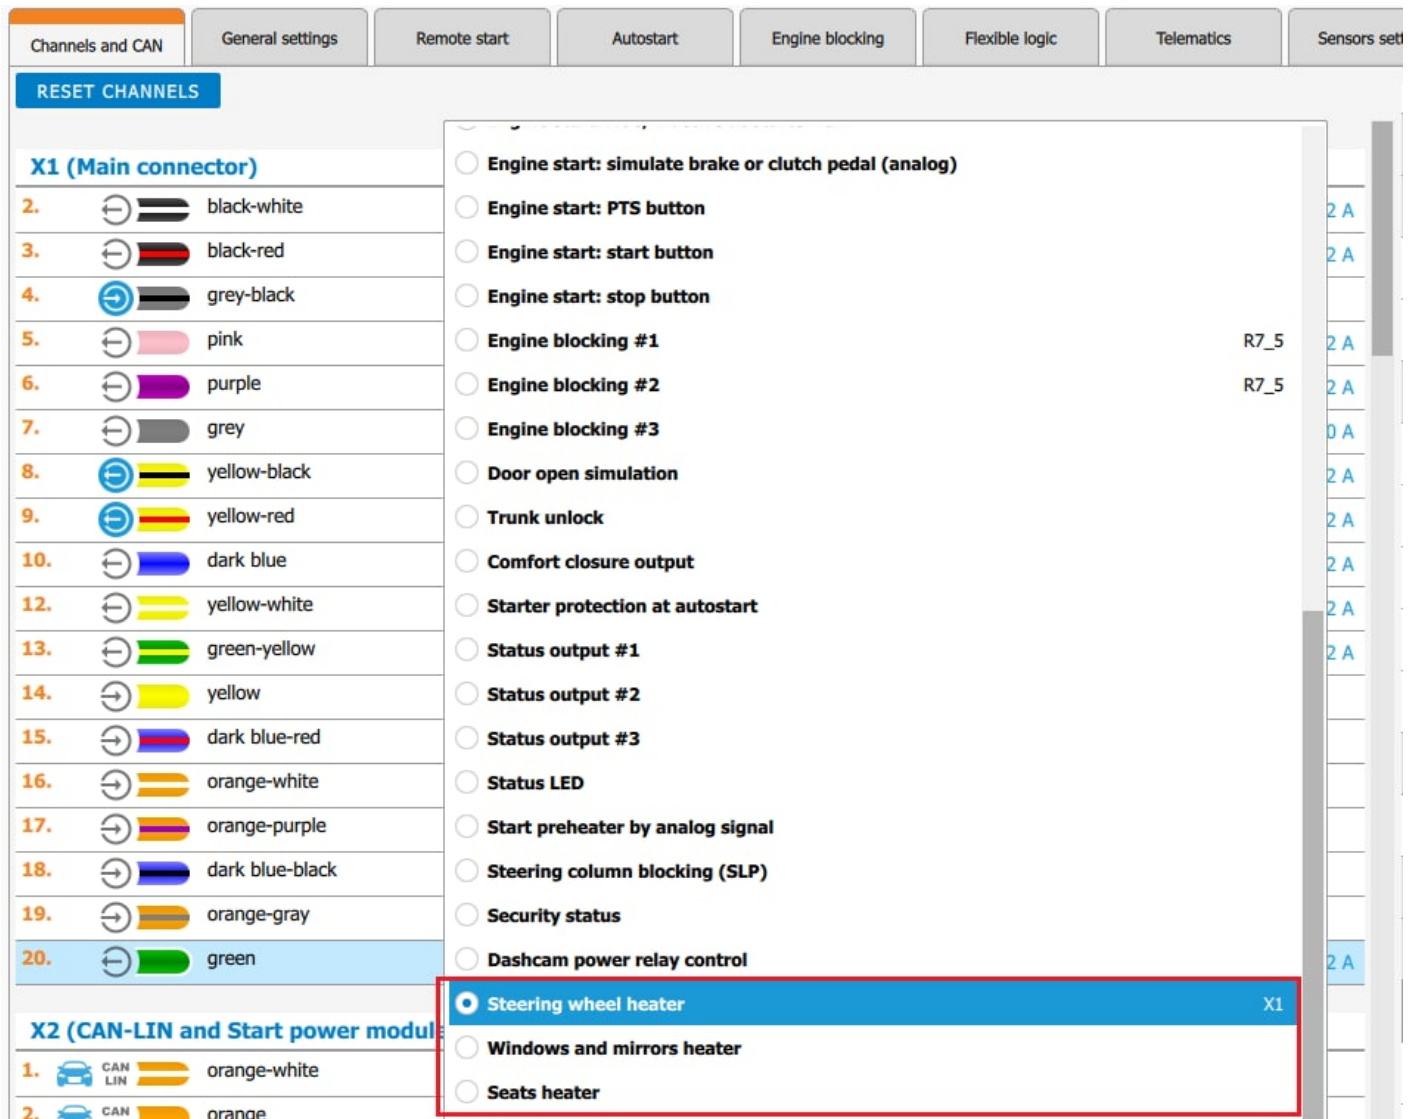 Channels and CAN
General settings
Remote start
Autostart
Engine blocking
Flexible logic
Telematics
Sensors sett
RESET CHANNELS
X1 (Main connector)
2. black-white 2 A
3. black-red 2 A
4. grey-black
5. pink 2 A
6. purple 2 A
7. grey 0 A
8. yellow-black 2 A
9. yellow-red 2 A
10. dark blue 2 A
12. yellow-white 2 A
13. green-yellow 2 A
14. yellow
15. dark blue-red
16. orange-white
17. orange-purple
18. dark blue-black
19. orange-gray
20. green 2 A
X2 (CAN-LIN and Start power module
1. CAN LIN orange-white
2. CAN orange
Engine start: simulate brake or clutch pedal (analog)
Engine start: PTS button
Engine start: start button
Engine start: stop button
Engine blocking #1 R7_5
Engine blocking #2 R7_5
Engine blocking #3
Door open simulation
Trunk unlock
Comfort closure output
Starter protection at autostart
Status output #1
Status output #2
Status output #3
Status LED
Start preheater by analog signal
Steering column blocking (SLP)
Security status
Dashcam power relay control
Steering wheel heater X1
Windows and mirrors heater
Seats heater